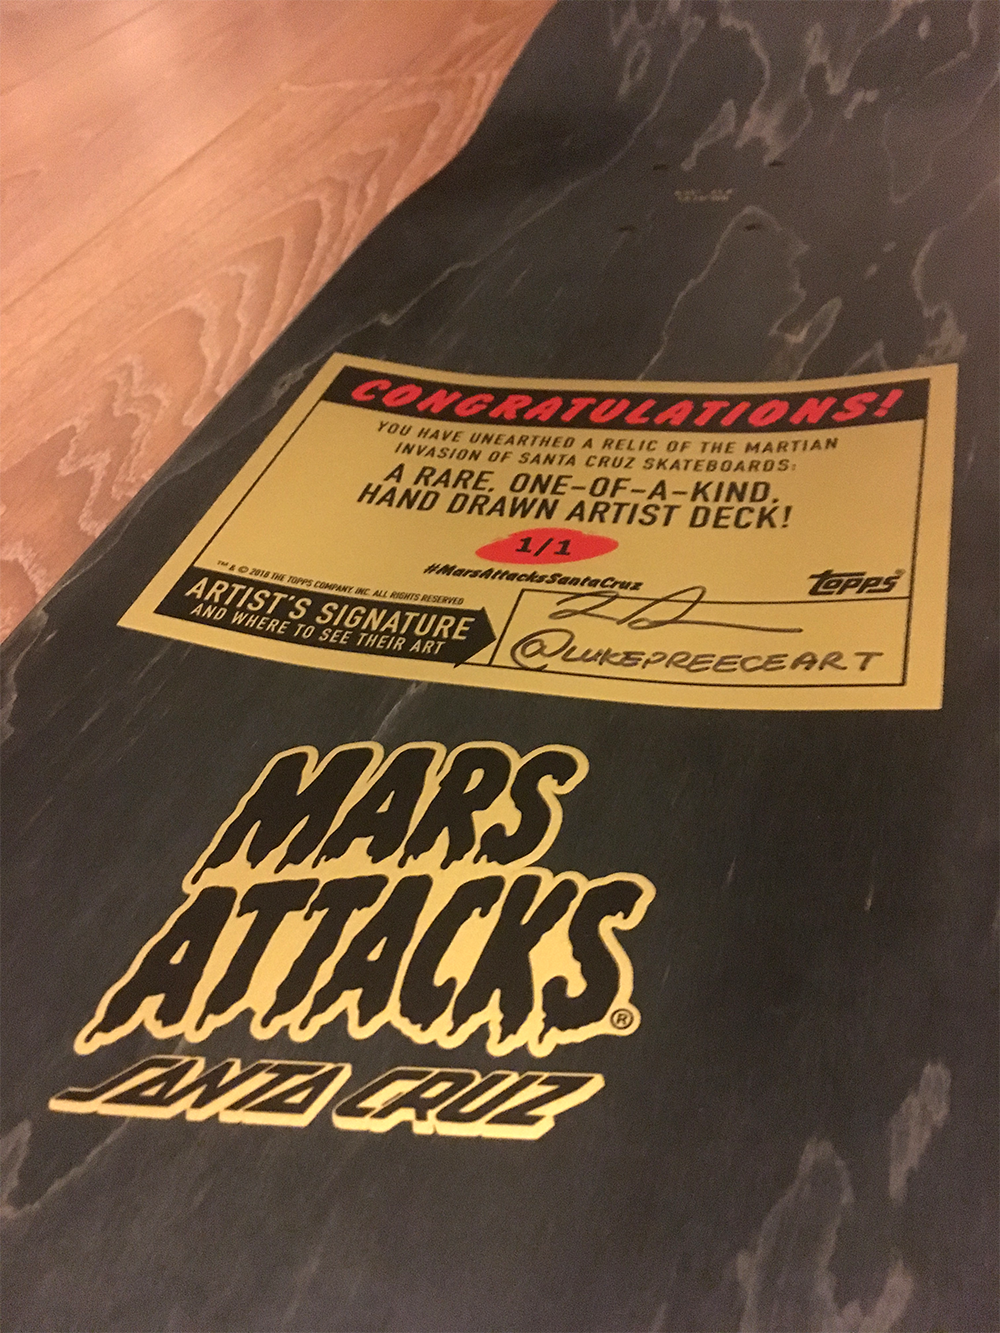 CONGRATULATIONS!
YOU HAVE UNEARTHED A RELIC OF THE MARTIAN
INVASION OF SANTA CRUZ SKATEBOARDS:
A RARE, ONE-OF-A-KIND,
HAND DRAWN ARTIST DECK!
1/1
#MarsAttacksSantaCruz
™ & © 2018 THE TOPPS COMPANY, INC. ALL RIGHTS RESERVED
topps®
ARTIST'S SIGNATURE
AND WHERE TO SEE THEIR ART
@LUKEPREECEART
MARS
ATTACKS®
SANTA CRUZ